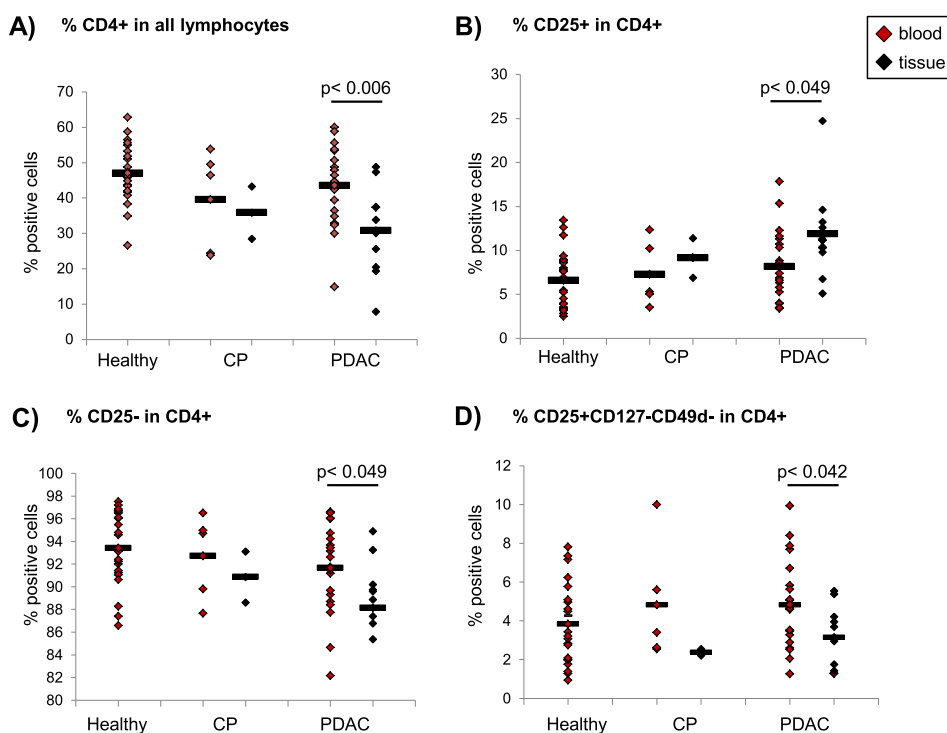 A) % CD4+ in all lymphocytes
B) % CD25+ in CD4+
blood
tissue
% positive cells
70
60
50
40
30
20
10
0
p< 0.006
Healthy CP PDAC
% positive cells
30
25
20
15
10
5
0
p< 0.049
Healthy CP PDAC
C) % CD25- in CD4+
D) % CD25+CD127-CD49d- in CD4+
% positive cells
100
98
96
94
92
90
88
86
84
82
80
p< 0.049
Healthy CP PDAC
% positive cells
12
10
8
6
4
2
0
p< 0.042
Healthy CP PDAC